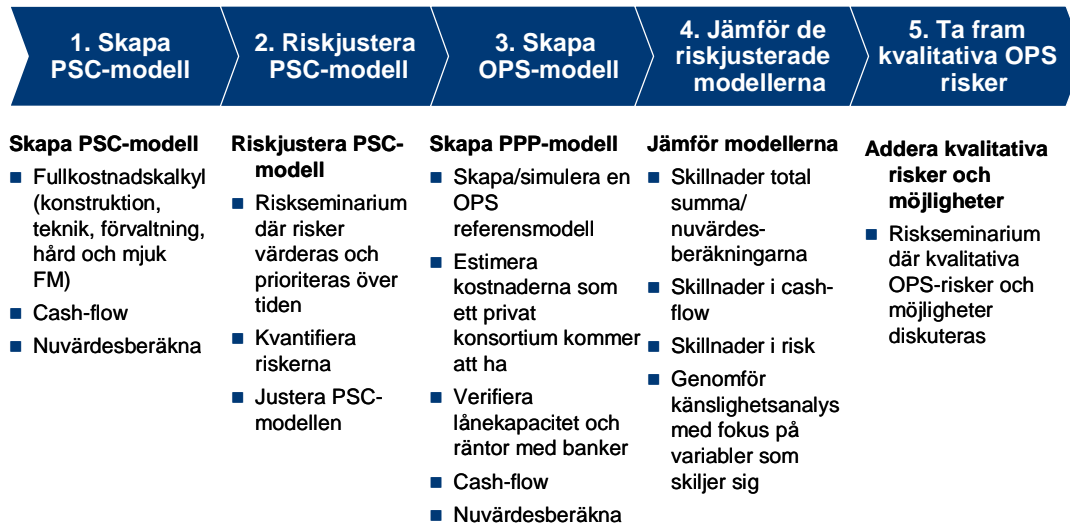 1. Skapa
PSC-modell
2. Riskjustera
PSC-modell
3. Skapa
OPS-modell
4. Jämför de
riskjusterade
modellerna
5. Ta fram
kvalitativa OPS
risker
Skapa PSC-modell
Fullkostnadskalkyl
(konstruktion,
teknik, förvaltning,
hård och mjuk
FM)
Cash-flow
Nuvärdesberäkna
Riskjustera PSC-
modell
Riskseminarium
där risker
värderas och
prioriteras över
tiden
Kvantifiera
riskerna
Justera PSC-
modellen
Skapa PPP-modell
Skapa/simulera en
OPS
referensmodell
Estimera
kostnaderna som
ett privat
konsortium kommer
att ha
Verifiera
lånekapacitet och
räntor med banker
Cash-flow
Nuvärdesberäkna
Jämför modellerna
Skillnader total
summa/
nuvärdes-
beräkningarna
Skillnader i cash-
flow
Skillnader i risk
Genomför
känslighetsanalys
med fokus på
variabler som
skiljer sig
Addera kvalitativa
risker och
möjligheter
Riskseminarium
där kvalitativa
OPS-risker och
möjligheter
diskuteras